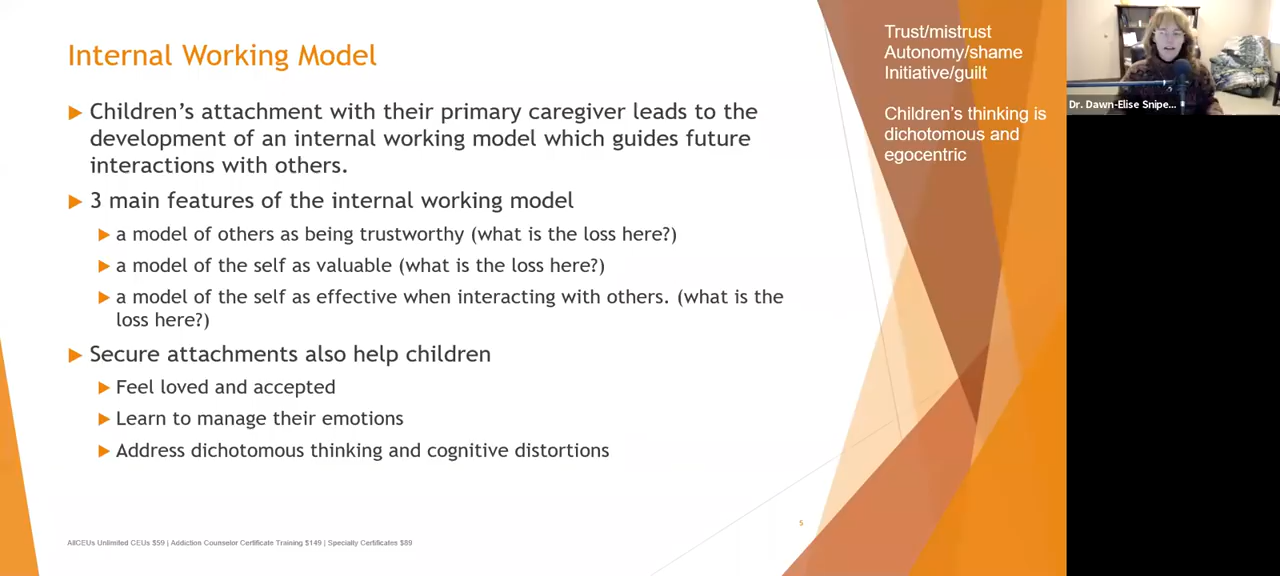 Internal Working Model
Children's attachment with their primary caregiver leads to the
development of an internal working model which guides future
interactions with others.
3 main features of the internal working model
a model of others as being trustworthy (what is the loss here?)
a model of the self as valuable (what is the loss here?)
a model of the self as effective when interacting with others. (what is the
loss here?)
Secure attachments also help children
Feel loved and accepted
Learn to manage their emotions
Address dichotomous thinking and cognitive distortions
Trust/mistrust
Autonomy/shame
Initiative/guilt
Children's thinking is
dichotomous and
egocentric
Dr. Dawn-Elise Snipe...
5
AllCEUs Unlimited CEUs $59 | Addiction Counselor Certificate Training $149 | Specialty Certificates $89